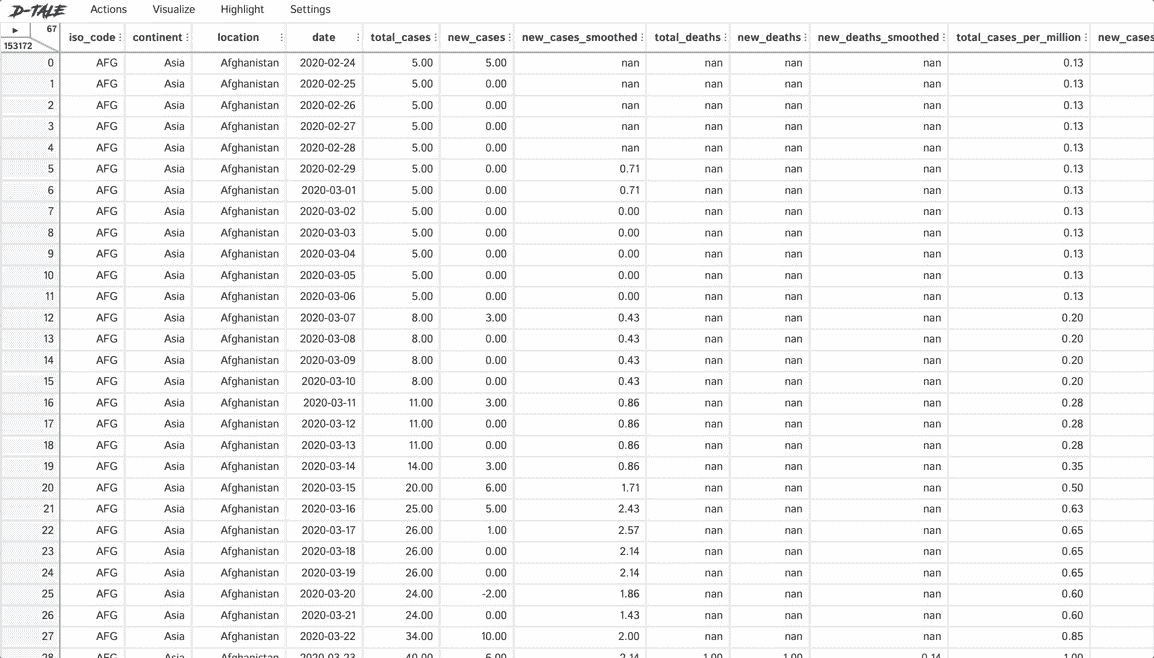 D-TALE Actions Visualize Highlight Settings
67
153172
iso_code continent location date total_cases new_cases new_cases_smoothed total_deaths new_deaths new_deaths_smoothed total_cases_per_million new_cases
0 AFG Asia Afghanistan 2020-02-24 5.00 5.00 nan nan nan nan 0.13
1 AFG Asia Afghanistan 2020-02-25 5.00 0.00 nan nan nan nan 0.13
2 AFG Asia Afghanistan 2020-02-26 5.00 0.00 nan nan nan nan 0.13
3 AFG Asia Afghanistan 2020-02-27 5.00 0.00 nan nan nan nan 0.13
4 AFG Asia Afghanistan 2020-02-28 5.00 0.00 nan nan nan nan 0.13
5 AFG Asia Afghanistan 2020-02-29 5.00 0.00 0.71 nan nan nan 0.13
6 AFG Asia Afghanistan 2020-03-01 5.00 0.00 0.71 nan nan nan 0.13
7 AFG Asia Afghanistan 2020-03-02 5.00 0.00 0.00 nan nan nan 0.13
8 AFG Asia Afghanistan 2020-03-03 5.00 0.00 0.00 nan nan nan 0.13
9 AFG Asia Afghanistan 2020-03-04 5.00 0.00 0.00 nan nan nan 0.13
10 AFG Asia Afghanistan 2020-03-05 5.00 0.00 0.00 nan nan nan 0.13
11 AFG Asia Afghanistan 2020-03-06 5.00 0.00 0.00 nan nan nan 0.13
12 AFG Asia Afghanistan 2020-03-07 8.00 3.00 0.43 nan nan nan 0.20
13 AFG Asia Afghanistan 2020-03-08 8.00 0.00 0.43 nan nan nan 0.20
14 AFG Asia Afghanistan 2020-03-09 8.00 0.00 0.43 nan nan nan 0.20
15 AFG Asia Afghanistan 2020-03-10 8.00 0.00 0.43 nan nan nan 0.20
16 AFG Asia Afghanistan 2020-03-11 11.00 3.00 0.86 nan nan nan 0.28
17 AFG Asia Afghanistan 2020-03-12 11.00 0.00 0.86 nan nan nan 0.28
18 AFG Asia Afghanistan 2020-03-13 11.00 0.00 0.86 nan nan nan 0.28
19 AFG Asia Afghanistan 2020-03-14 14.00 3.00 0.86 nan nan nan 0.35
20 AFG Asia Afghanistan 2020-03-15 20.00 6.00 1.71 nan nan nan 0.50
21 AFG Asia Afghanistan 2020-03-16 25.00 5.00 2.43 nan nan nan 0.63
22 AFG Asia Afghanistan 2020-03-17 26.00 1.00 2.57 nan nan nan 0.65
23 AFG Asia Afghanistan 2020-03-18 26.00 0.00 2.14 nan nan nan 0.65
24 AFG Asia Afghanistan 2020-03-19 26.00 0.00 2.14 nan nan nan 0.65
25 AFG Asia Afghanistan 2020-03-20 24.00 -2.00 1.86 nan nan nan 0.60
26 AFG Asia Afghanistan 2020-03-21 24.00 0.00 1.43 nan nan nan 0.60
27 AFG Asia Afghanistan 2020-03-22 34.00 10.00 2.00 nan nan nan 0.85
28 AFG Asia Afghanistan 2020-03-23 40.00 6.00 2.14 1.00 1.00 0.14 1.00